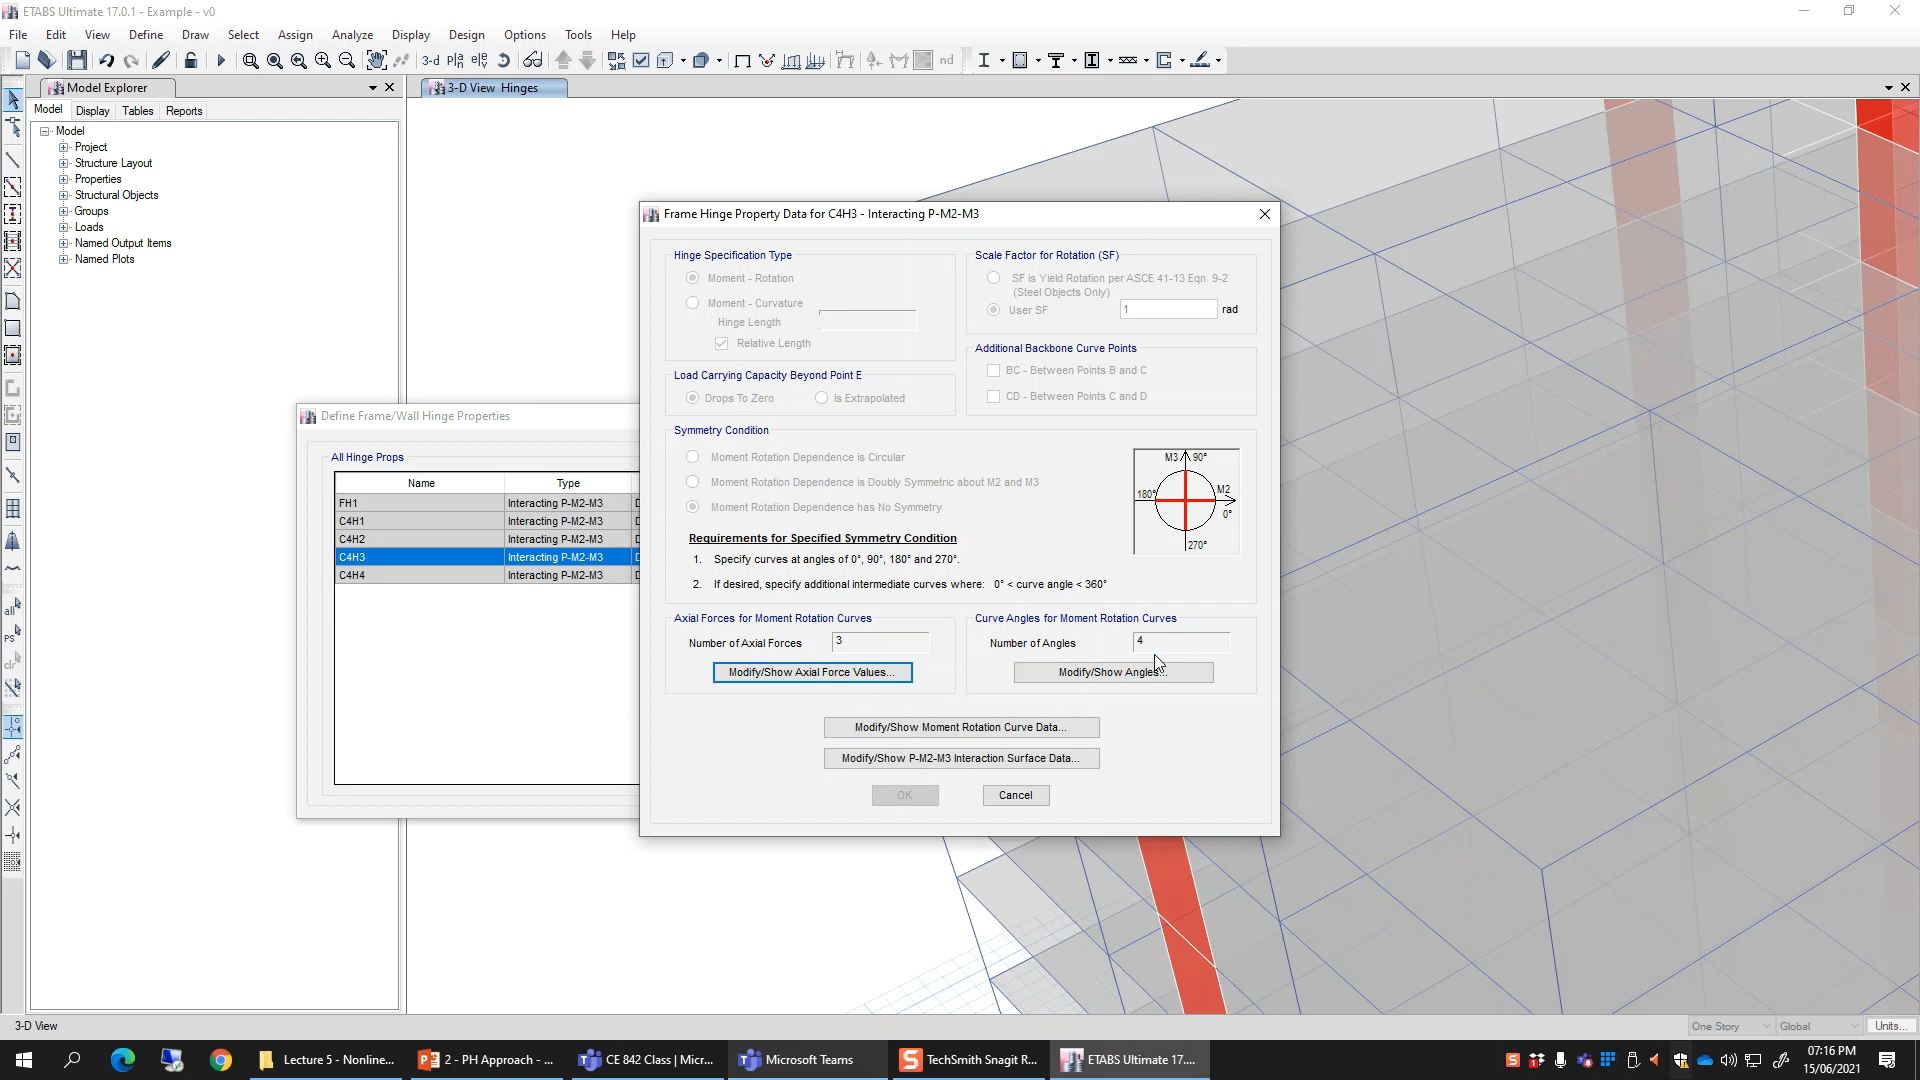 ETABS Ultimate 17.0.1 - Example - v0
File Edit View Define Draw Select Assign Analyze Display Design Options Tools Help
3-d
nd
Model Explorer
3-D View Hinges
Model Display Tables Reports
Model
Project
Structure Layout
Properties
Structural Objects
Groups
Loads
Named Output Items
Named Plots
all
PS
clr
Define Frame/Wall Hinge Properties
All Hinge Props
Name Type
FH1 Interacting P-M2-M3 D
C4H1 Interacting P-M2-M3 D
C4H2 Interacting P-M2-M3 D
C4H3 Interacting P-M2-M3 D
C4H4 Interacting P-M2-M3 D
Frame Hinge Property Data for C4H3 - Interacting P-M2-M3
Hinge Specification Type
Moment - Rotation
Moment - Curvature
Hinge Length
Relative Length
Scale Factor for Rotation (SF)
SF is Yield Rotation per ASCE 41-13 Eqn. 9-2
(Steel Objects Only)
User SF 1 rad
Load Carrying Capacity Beyond Point E
Drops To Zero Is Extrapolated
Additional Backbone Curve Points
BC - Between Points B and C
CD - Between Points C and D
Symmetry Condition
Moment Rotation Dependence is Circular
Moment Rotation Dependence is Doubly Symmetric about M2 and M3
Moment Rotation Dependence has No Symmetry
M3 90°
180° M2
0°
270°
Requirements for Specified Symmetry Condition
1. Specify curves at angles of 0°, 90°, 180° and 270°.
2. If desired, specify additional intermediate curves where: 0° < curve angle < 360°
Axial Forces for Moment Rotation Curves
Number of Axial Forces 3
Modify/Show Axial Force Values...
Curve Angles for Moment Rotation Curves
Number of Angles 4
Modify/Show Angles...
Modify/Show Moment Rotation Curve Data...
Modify/Show P-M2-M3 Interaction Surface Data...
OK Cancel
3-D View
One Story Global Units...
Lecture 5 - Nonline...
2 - PH Approach - ...
CE 842 Class | Micr...
Microsoft Teams
TechSmith Snagit R...
ETABS Ultimate 17....
07:16 PM
15/06/2021